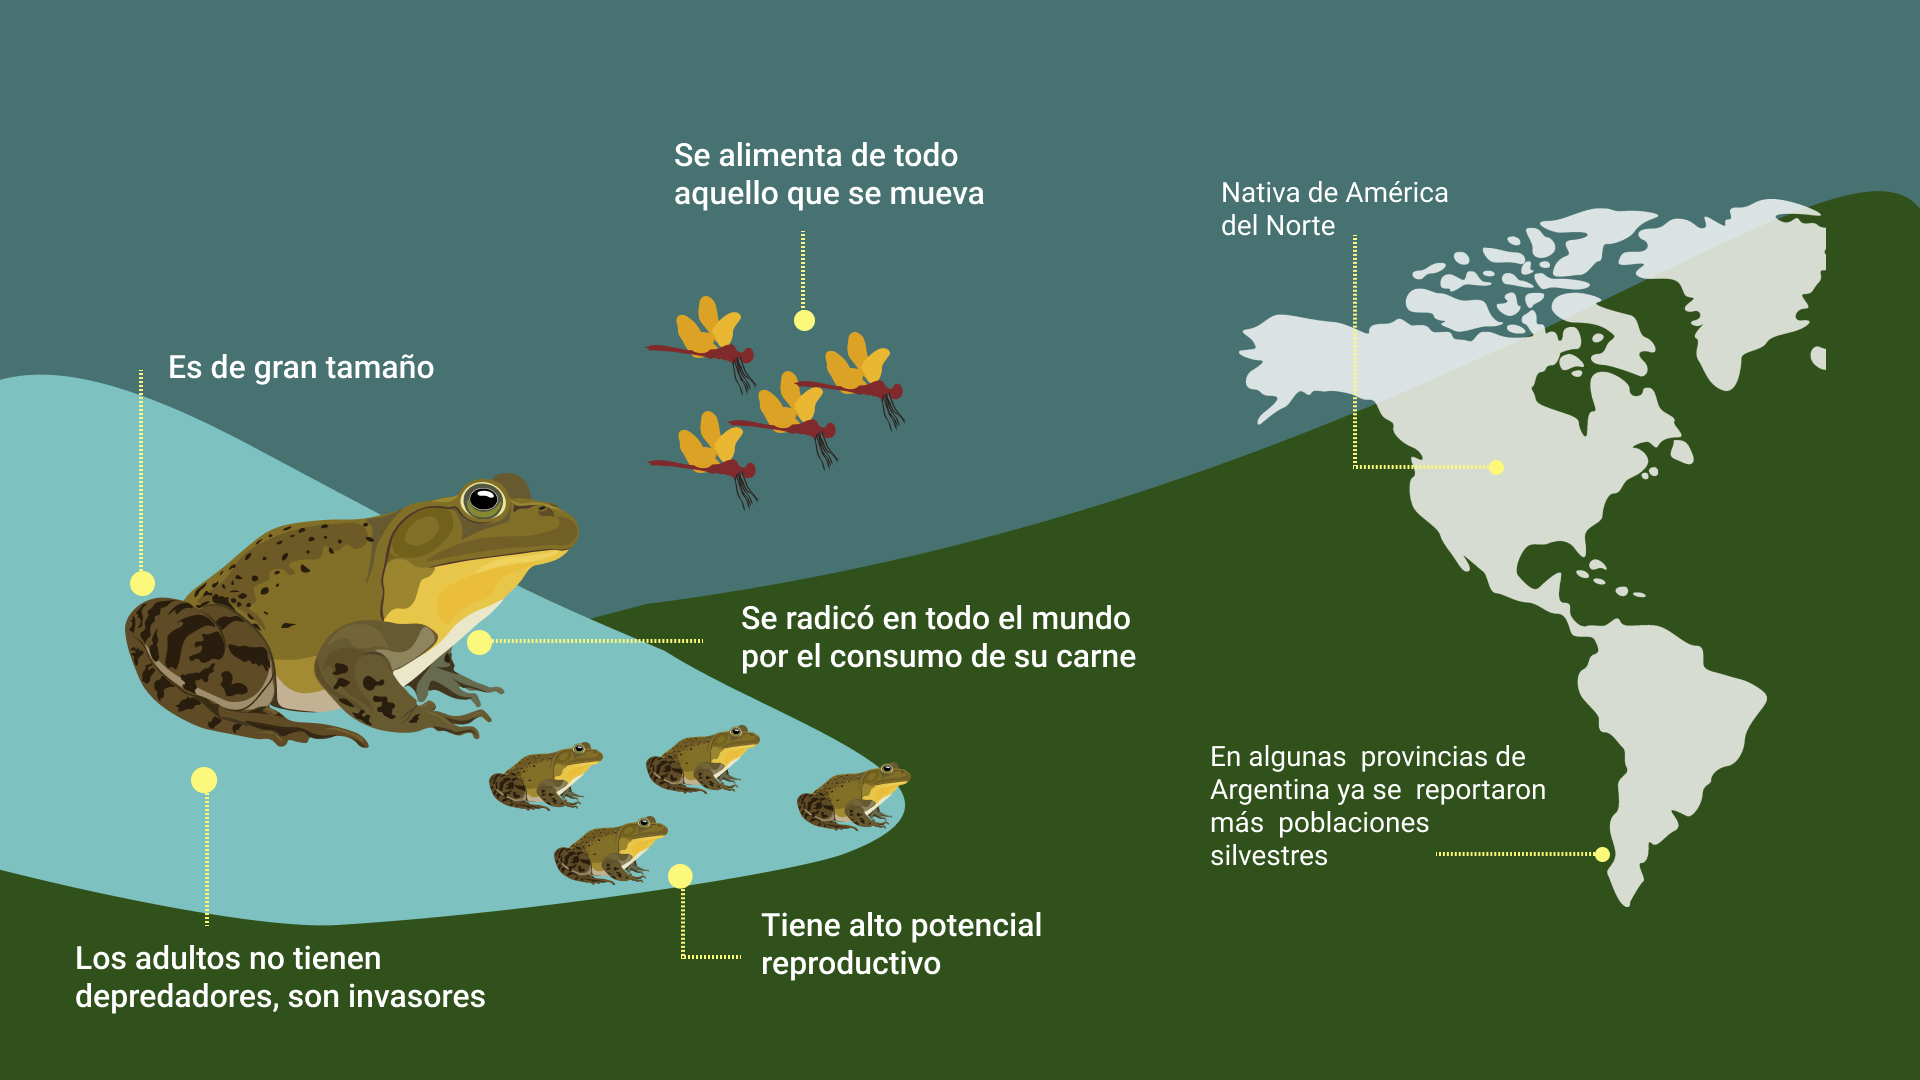 Se alimenta de todo
aquello que se mueva
Nativa de América
del Norte
Es de gran tamaño
Se radicó en todo el mundo
por el consumo de su carne
En algunas provincias de
Argentina ya se reportaron
más poblaciones
silvestres
Tiene alto potencial
reproductivo
Los adultos no tienen
depredadores, son invasores